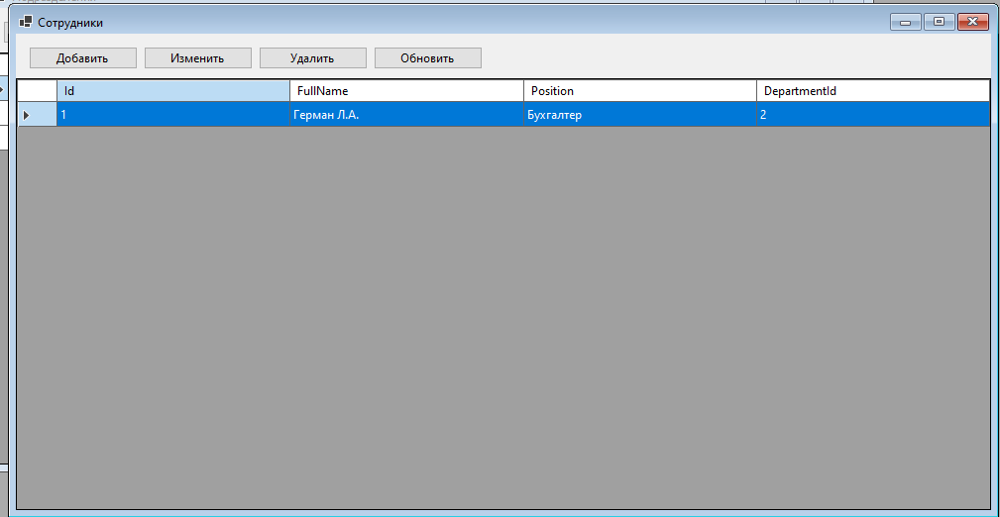 Сотрудники
Добавить Изменить Удалить Обновить
Id FullName Position DepartmentId
1 Герман Л.А. Бухгалтер 2